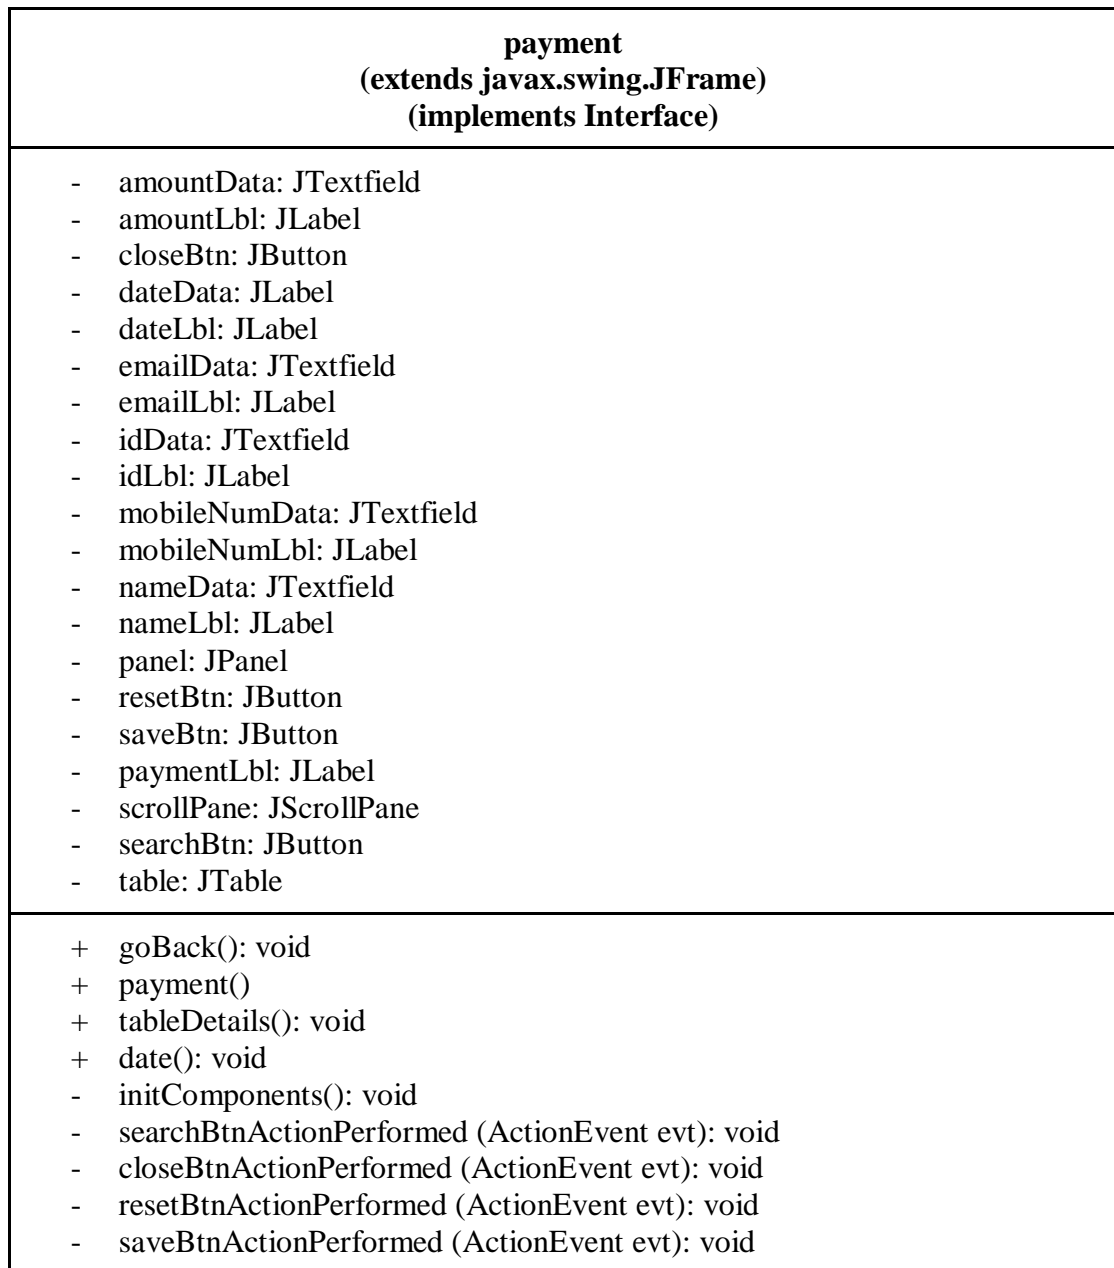 payment
(extends javax.swing.JFrame)
(implements Interface)
- amountData: JTextfield
- amountLbl: JLabel
- closeBtn: JButton
- dateData: JLabel
- dateLbl: JLabel
- emailData: JTextfield
- emailLbl: JLabel
- idData: JTextfield
- idLbl: JLabel
- mobileNumData: JTextfield
- mobileNumLbl: JLabel
- nameData: JTextfield
- nameLbl: JLabel
- panel: JPanel
- resetBtn: JButton
- saveBtn: JButton
- paymentLbl: JLabel
- scrollPane: JScrollPane
- searchBtn: JButton
- table: JTable
+ goBack(): void
+ payment()
+ tableDetails(): void
+ date(): void
- initComponents(): void
- searchBtnActionPerformed (ActionEvent evt): void
- closeBtnActionPerformed (ActionEvent evt): void
- resetBtnActionPerformed (ActionEvent evt): void
- saveBtnActionPerformed (ActionEvent evt): void